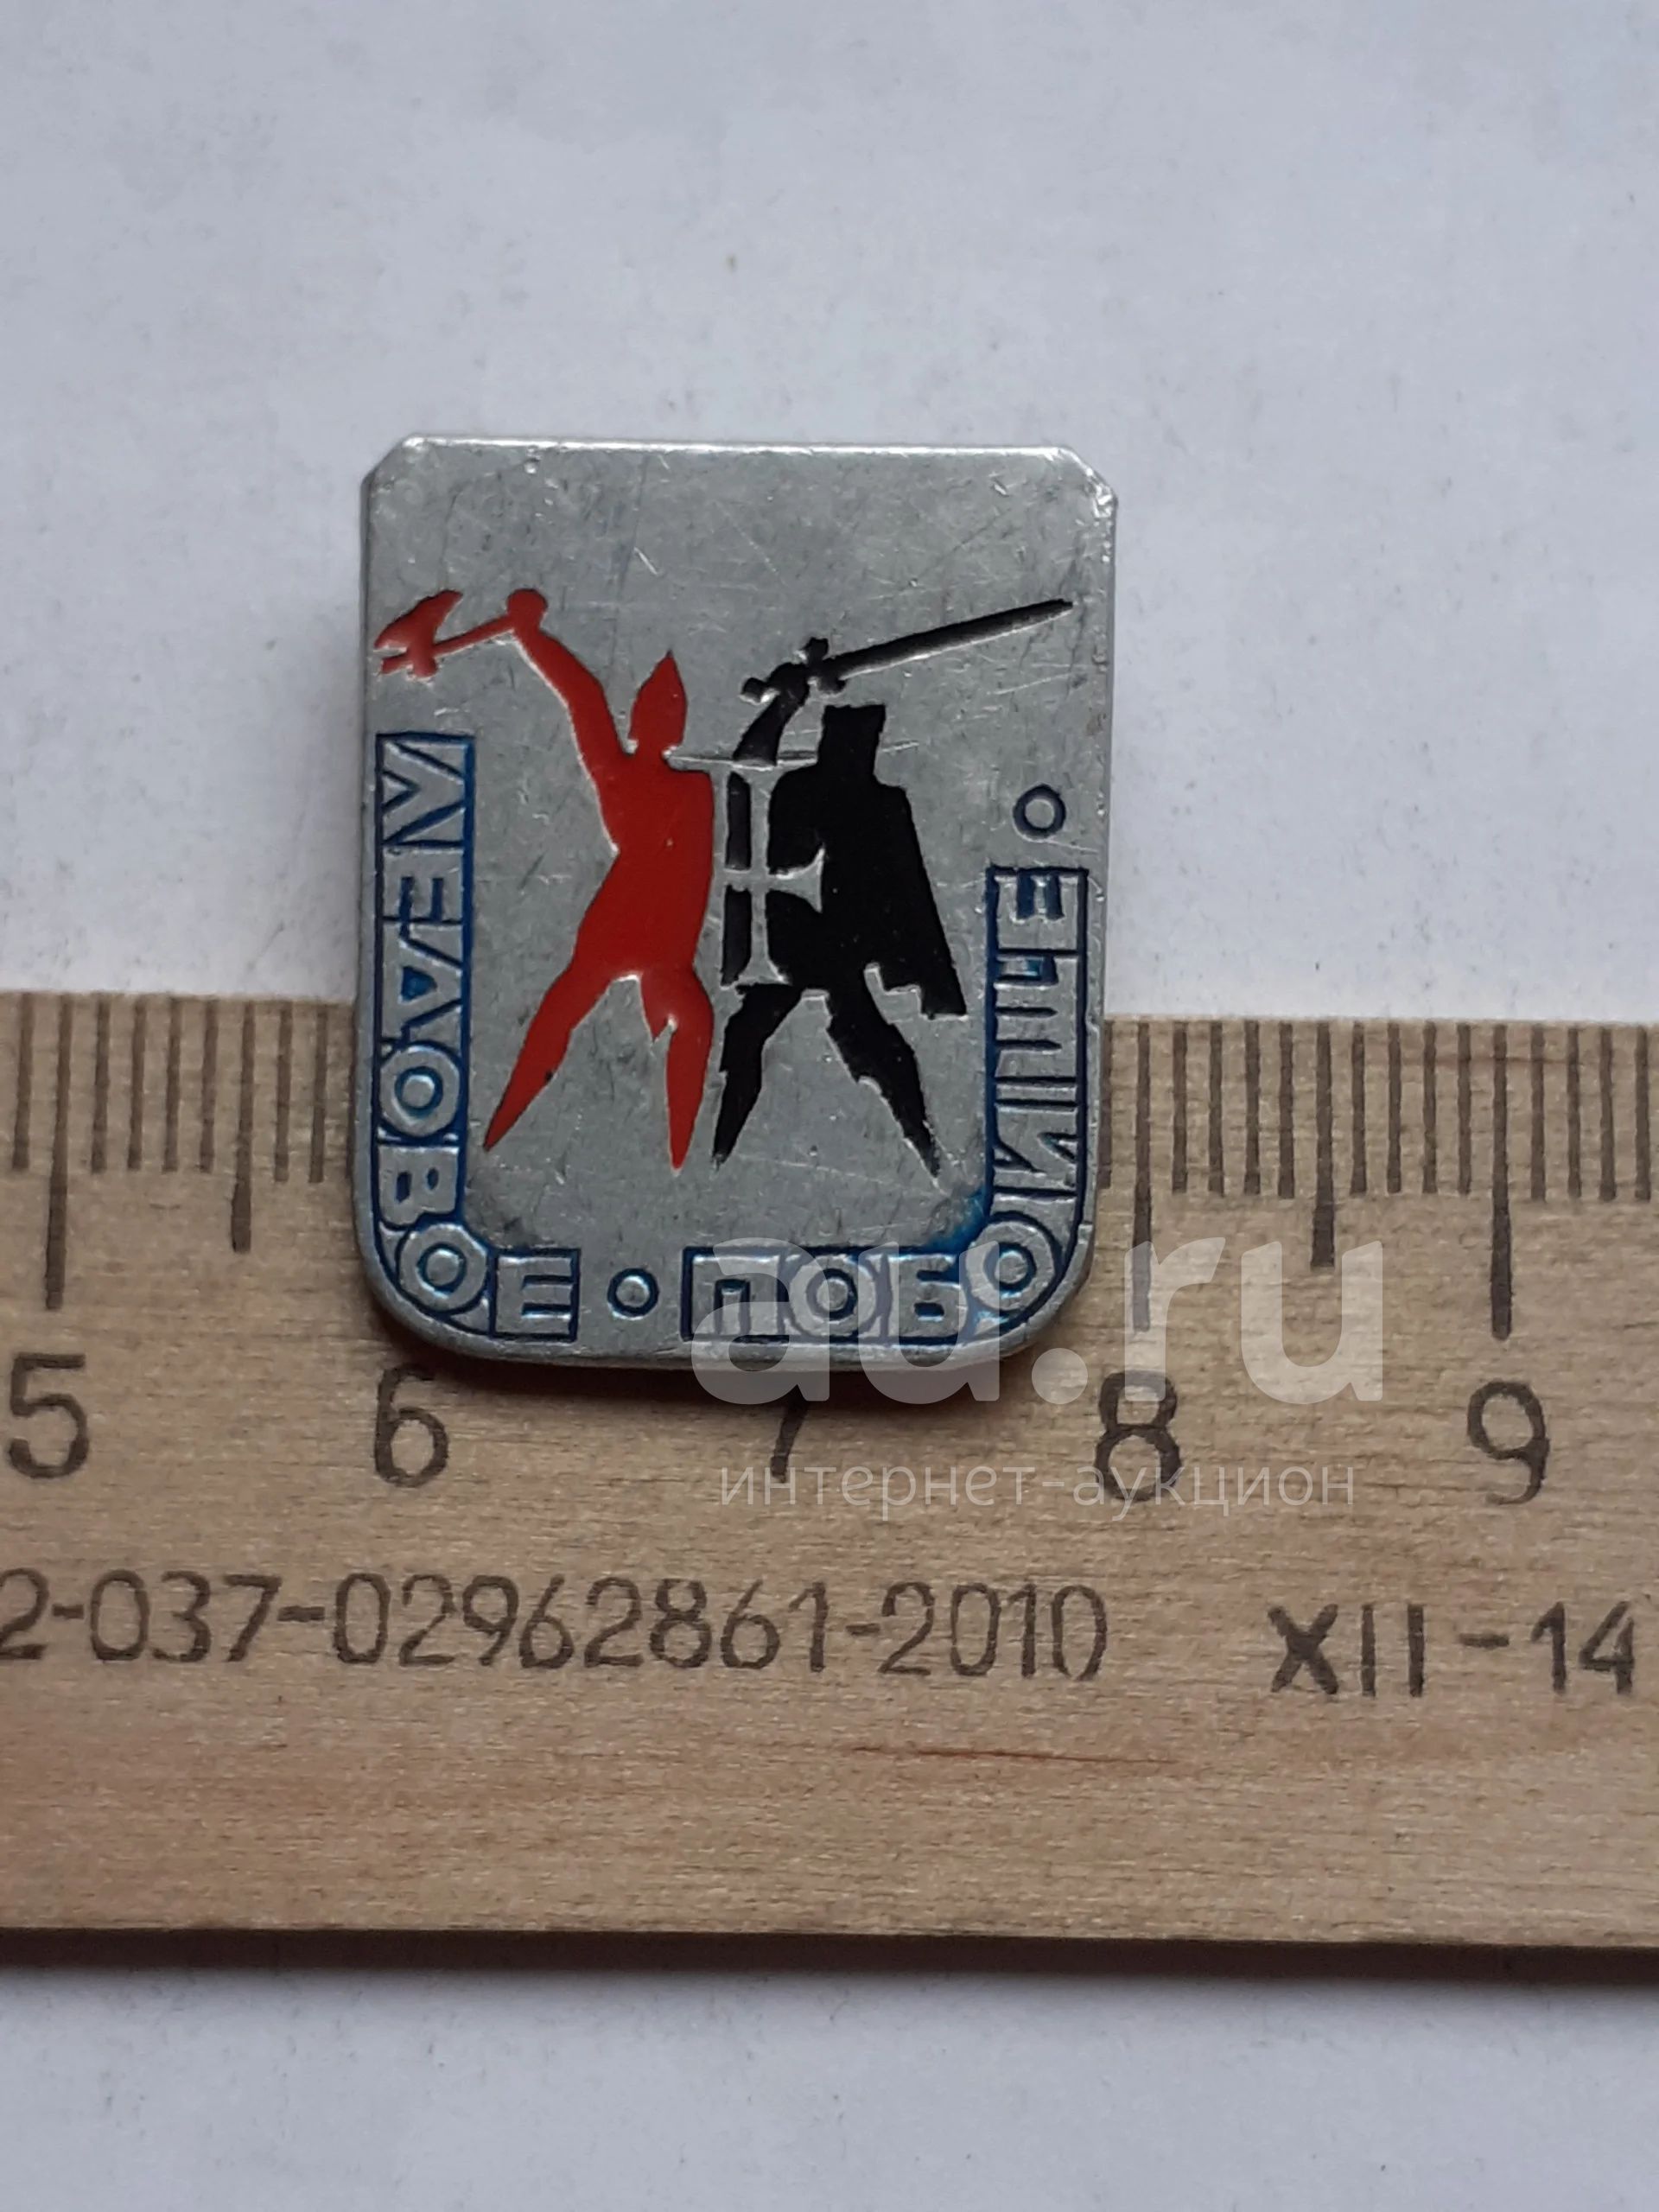 ЛЕДОВОЕ • ПОБОИЩЕ •
au.ru
интернет-аукцион
5 6 7 8 9
2-037-02962861-2010 XII-14